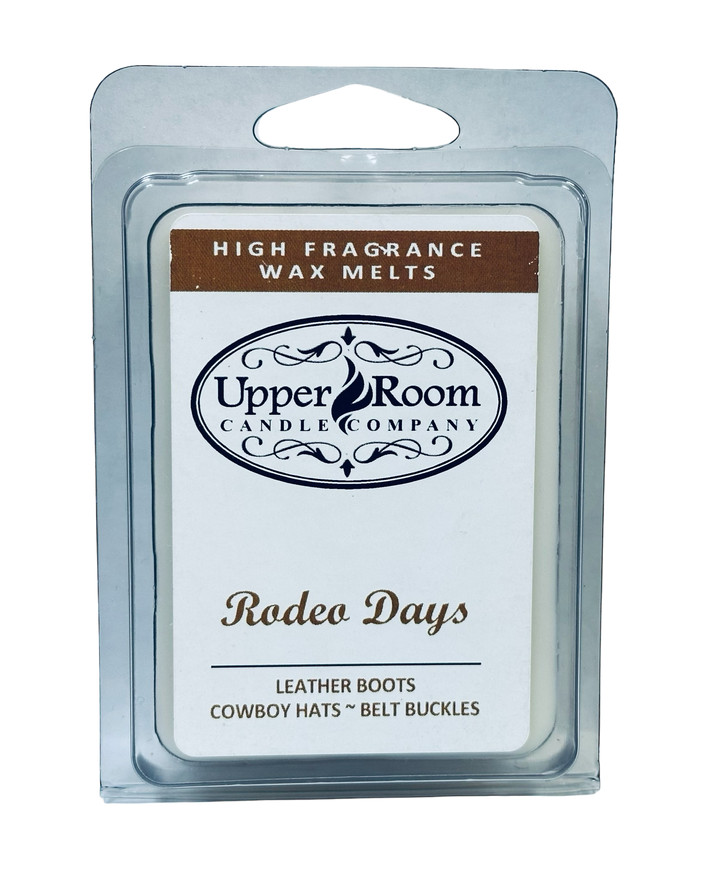 HIGH FRAGRANCE
WAX MELTS
Upper Room
CANDLE COMPANY
Rodeo Days
LEATHER BOOTS
COWBOY HATS ~ BELT BUCKLES